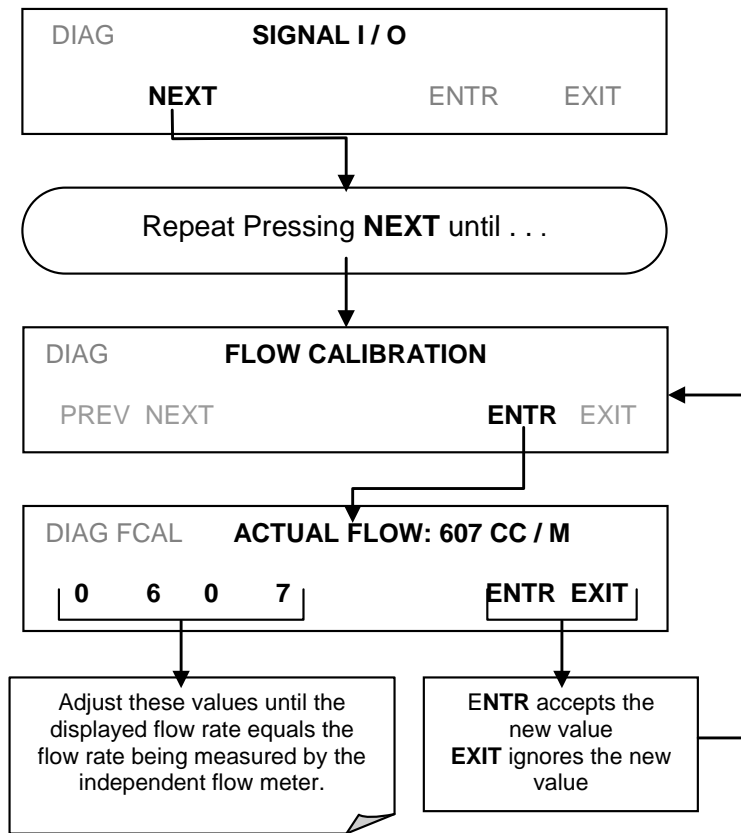 DIAG SIGNAL I / O
NEXT ENTR EXIT
Repeat Pressing NEXT until . . .
DIAG FLOW CALIBRATION
PREV NEXT ENTR EXIT
DIAG FCAL ACTUAL FLOW: 607 CC / M
0 6 0 7 ENTR EXIT
Adjust these values until the
displayed flow rate equals the
flow rate being measured by the
independent flow meter.
ENTR accepts the
new value
EXIT ignores the new
value